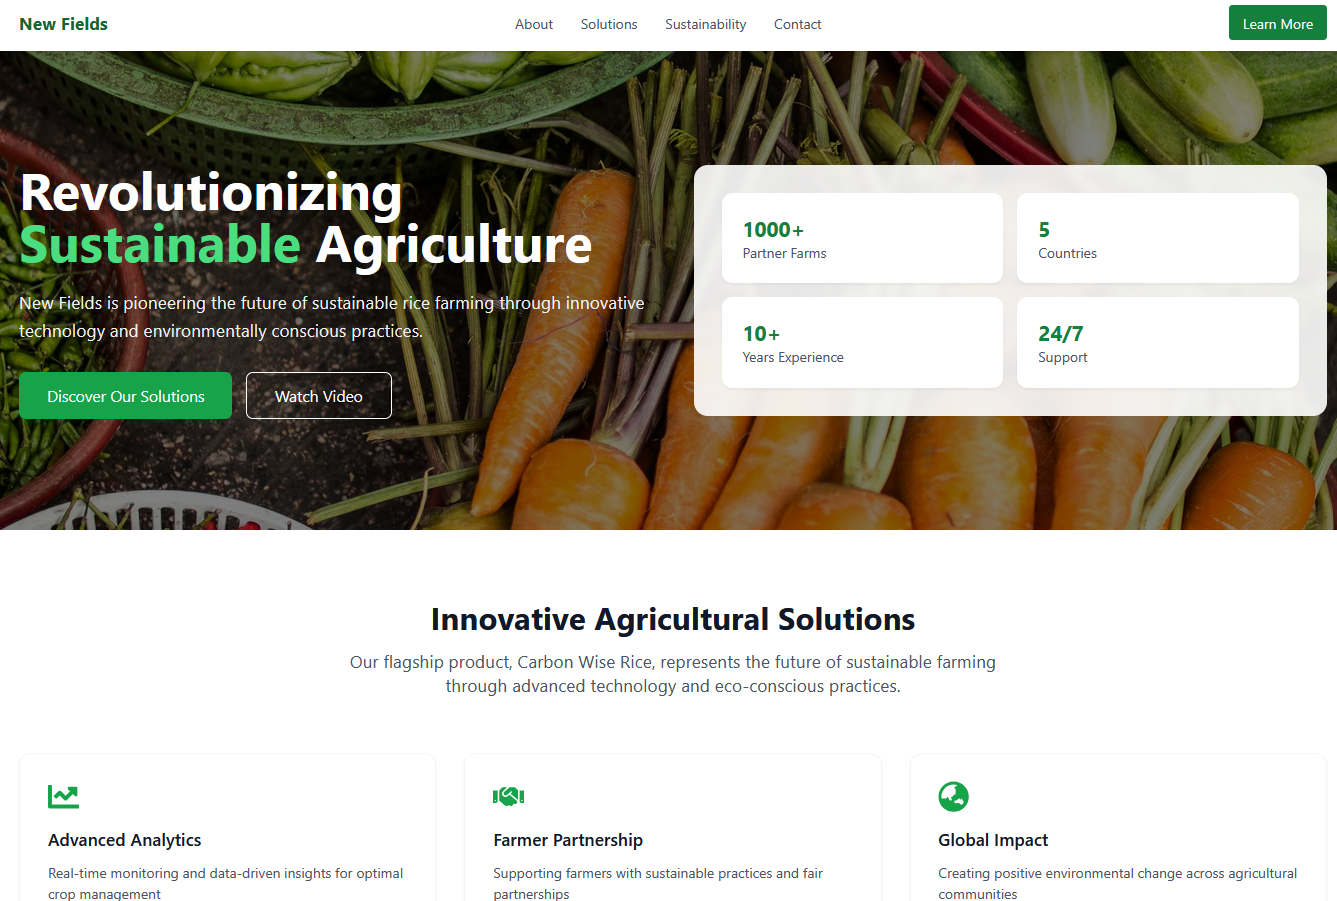 New Fields
About
Solutions
Sustainability
Contact
Learn More
Revolutionizing
Sustainable Agriculture
New Fields is pioneering the future of sustainable rice farming through innovative
technology and environmentally conscious practices.
Discover Our Solutions
Watch Video
1000+
Partner Farms
5
Countries
10+
Years Experience
24/7
Support
Innovative Agricultural Solutions
Our flagship product, Carbon Wise Rice, represents the future of sustainable farming
through advanced technology and eco-conscious practices.
Advanced Analytics
Real-time monitoring and data-driven insights for optimal
crop management
Farmer Partnership
Supporting farmers with sustainable practices and fair
partnerships
Global Impact
Creating positive environmental change across agricultural
communities